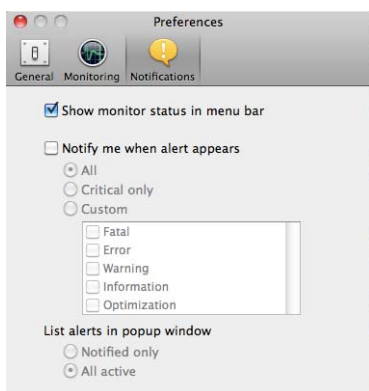 Preferences
General Monitoring Notifications
Show monitor status in menu bar
Notify me when alert appears
All
Critical only
Custom
Fatal
Error
Warning
Information
Optimization
List alerts in popup window
Notified only
All active